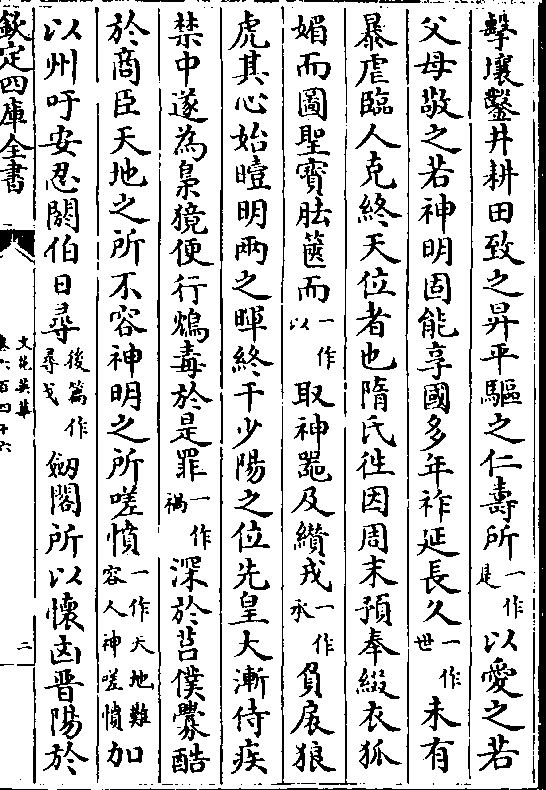 擊壤鑿井耕田致之昇平驅之仁壽所一作是以愛之若
父母敬之若神明固能享國多年祚延長久一作世未有
暴虐臨人克終天位者也隋氏徃因周末預奉綴衣狐
媚而圖聖寳胠篋而一作以取神噐及纉戎一作永負扆狼
虎其心始曀明兩之暉終干少陽之位先皇大漸侍疾
禁中遂為梟獍便行鴆毒於是罪一作禍深於莒僕釁酷
於商臣天地之所不容神明之所嗟憤一作天地難容人神嗟憤加
以州吁安忍閼伯日尋後篇作尋戈劒閣所以懷㐫晋陽於
欽定四庫全書
文苑英華
卷六百四十六
二